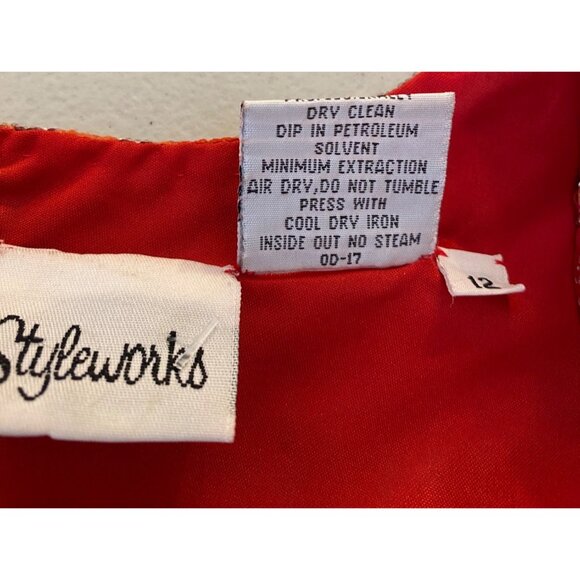 PROFESSIONALLY
DRY CLEAN
DIP IN PETROLEUM
SOLVENT
MINIMUM EXTRACTION
AIR DRY,DO NOT TUMBLE
PRESS WITH
COOL DRY IRON
INSIDE OUT NO STEAM
OD-17
12
Styleworks